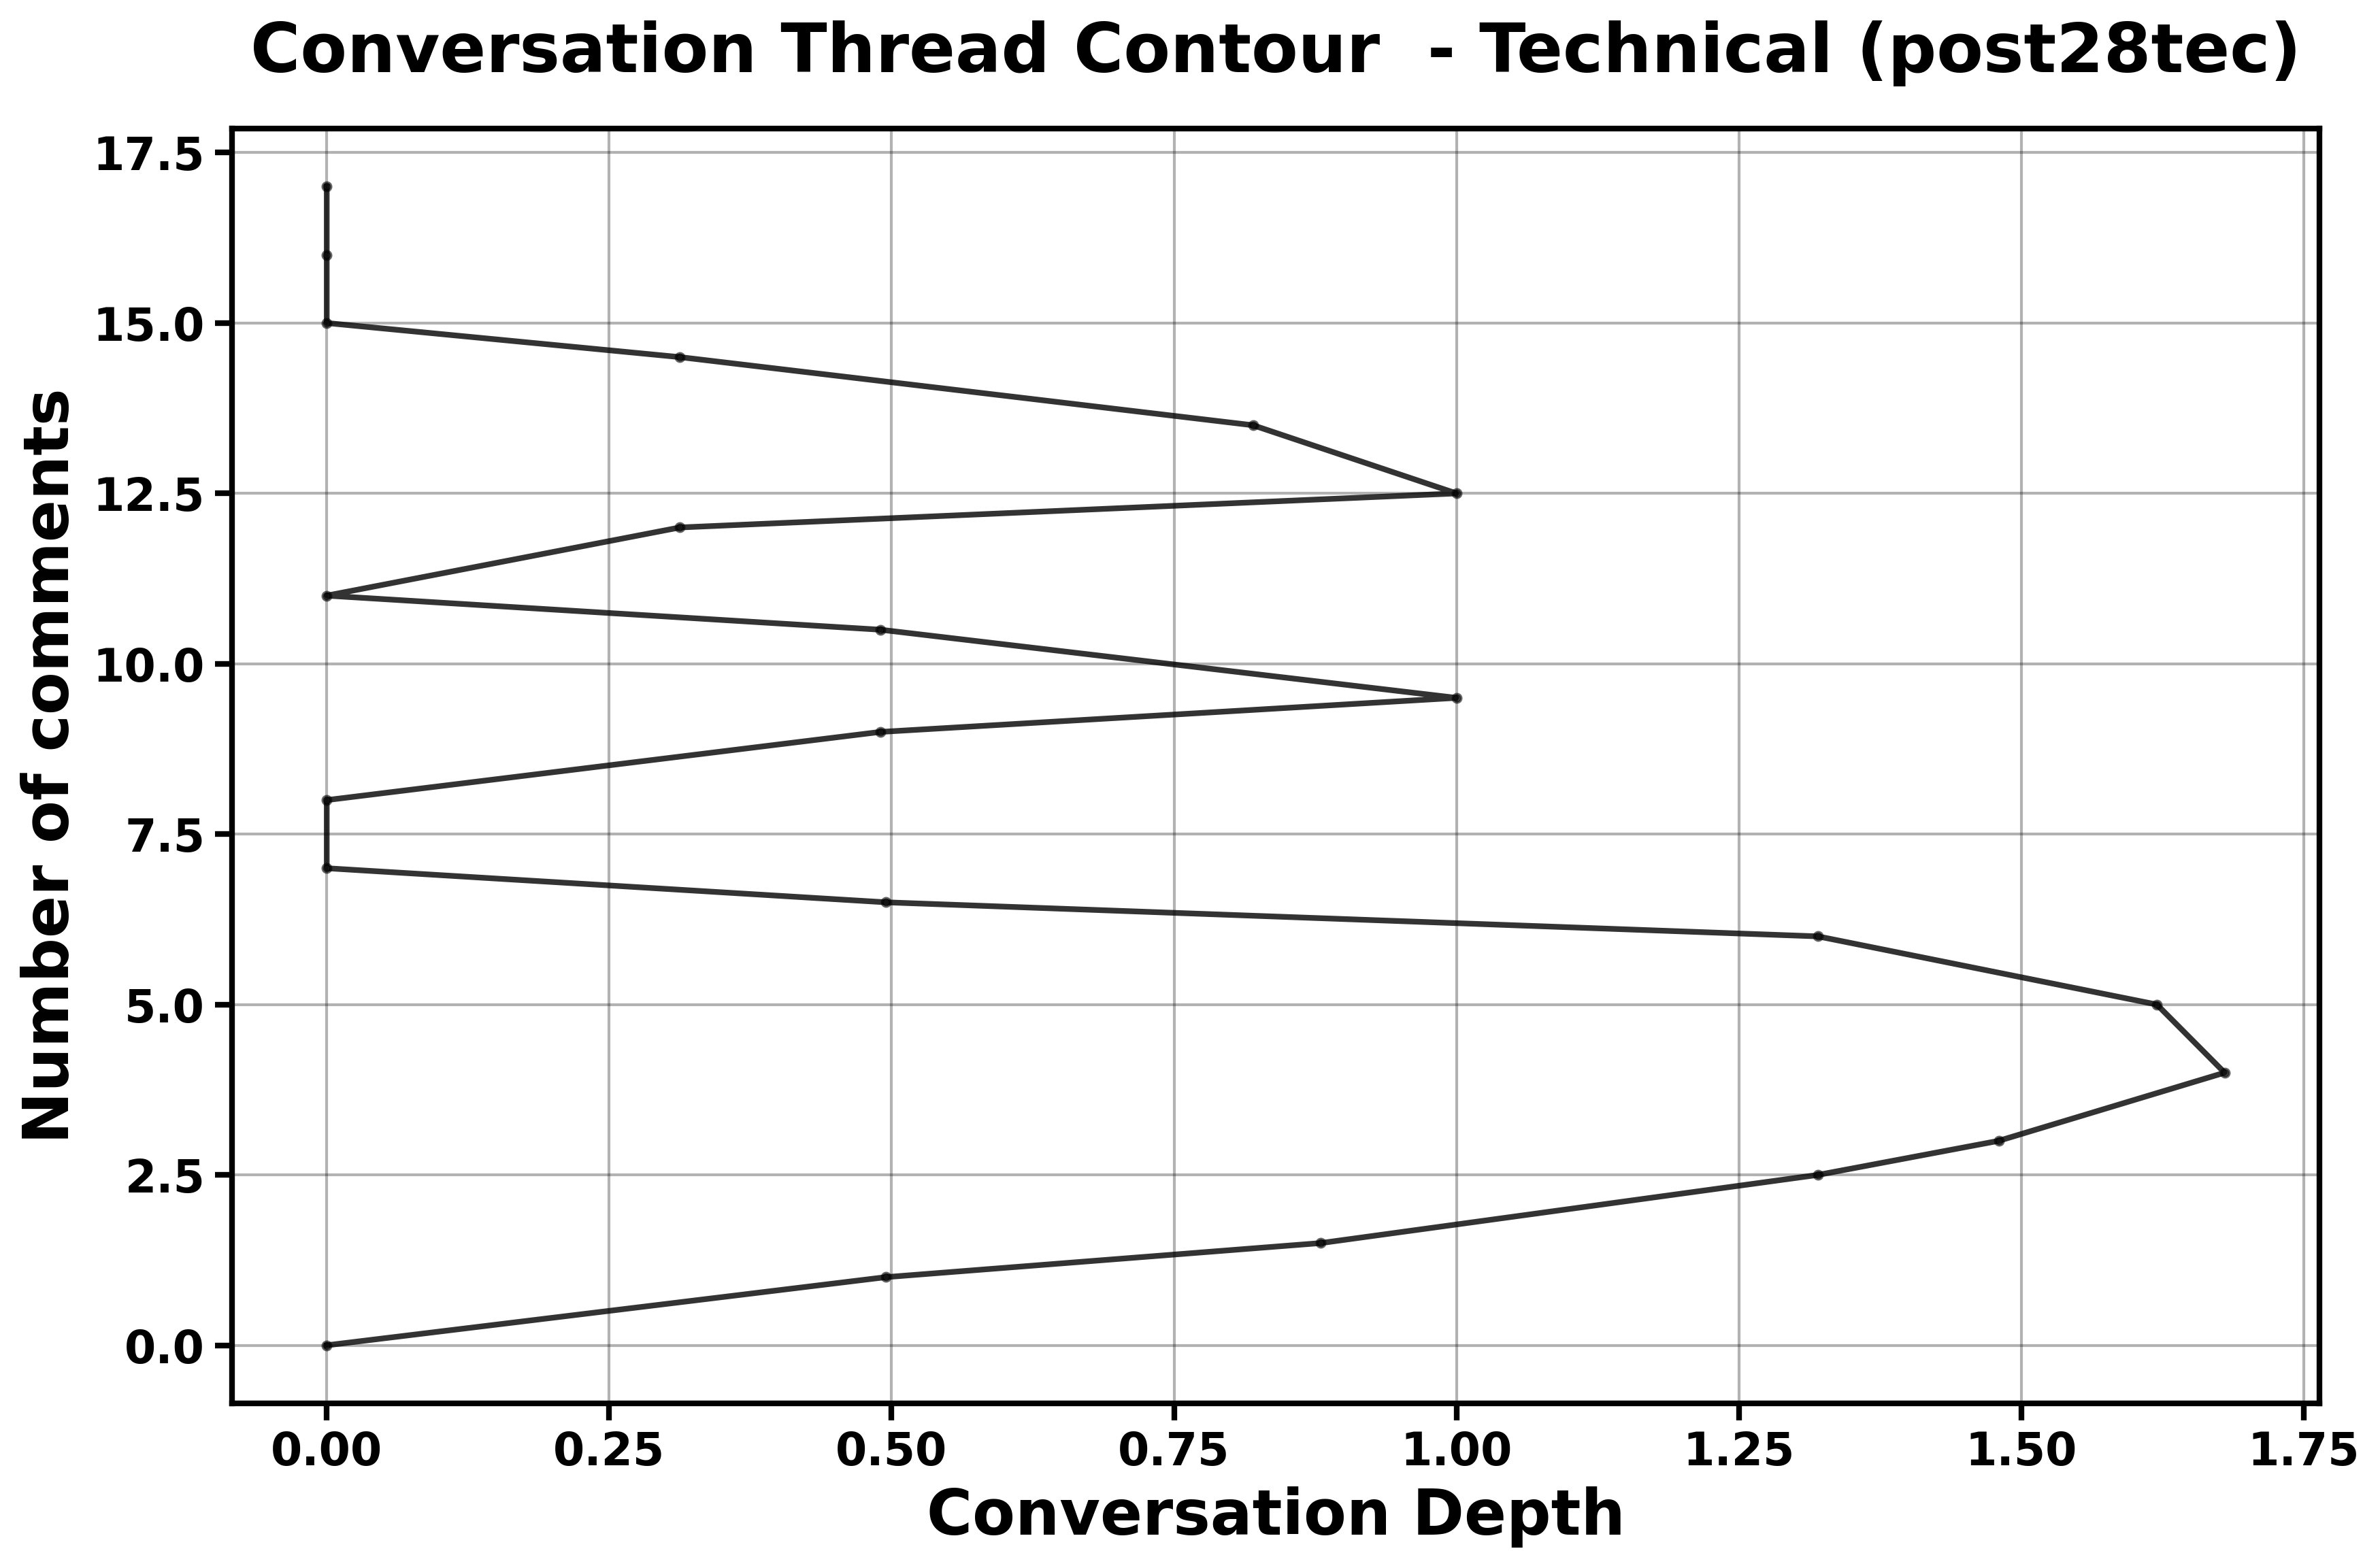 Conversation Thread Contour  - Technical (post28tec)
Number of comments
17.5
15.0
12.5
10.0
7.5
5.0
2.5
0.0
0.00 0.25 0.50 0.75 1.00 1.25 1.50 1.75
Conversation Depth